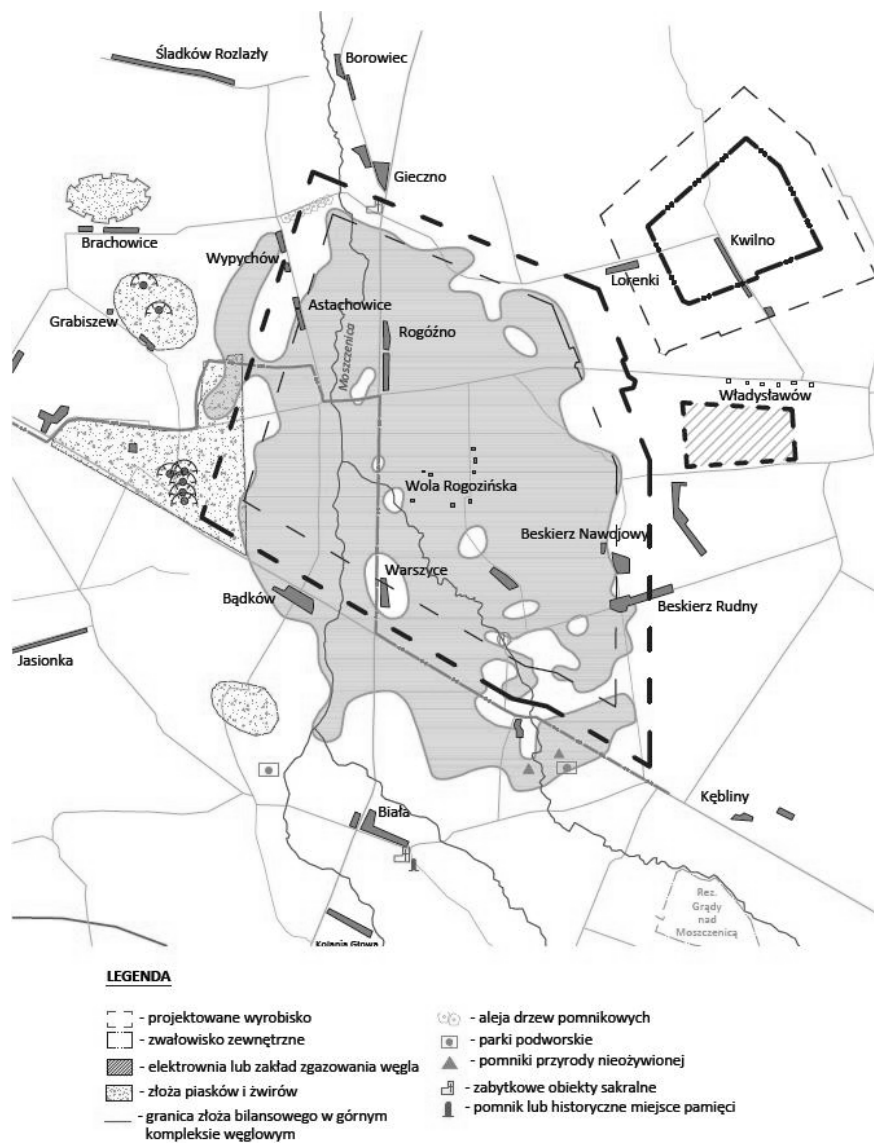 Śladków Rozlazły
Borowiec
Gieczno
Brachowice
Wypychów
Kwilno
Lorenki
Grabiszew
Astachowice
Rogóźno
Moszczenica
Władysławów
Wola Rogozińska
Beskierz Nawojowy
Warszyce
Bądków
Beskierz Rudny
Jasionka
Kębliny
Biała
Rez.
Grądy
nad
Moszczenicą
LEGENDA
- projektowane wyrobisko
- zwałowisko zewnętrzne
- elektrownia lub zakład zgazowania węgla
- złoża piasków i żwirów
- granica złoża bilansowego w górnym
kompleksie węglowym
- aleja drzew pomnikowych
- parki podworskie
- pomniki przyrody nieożywionej
- zabytkowe obiekty sakralne
- pomnik lub historyczne miejsce pamięci